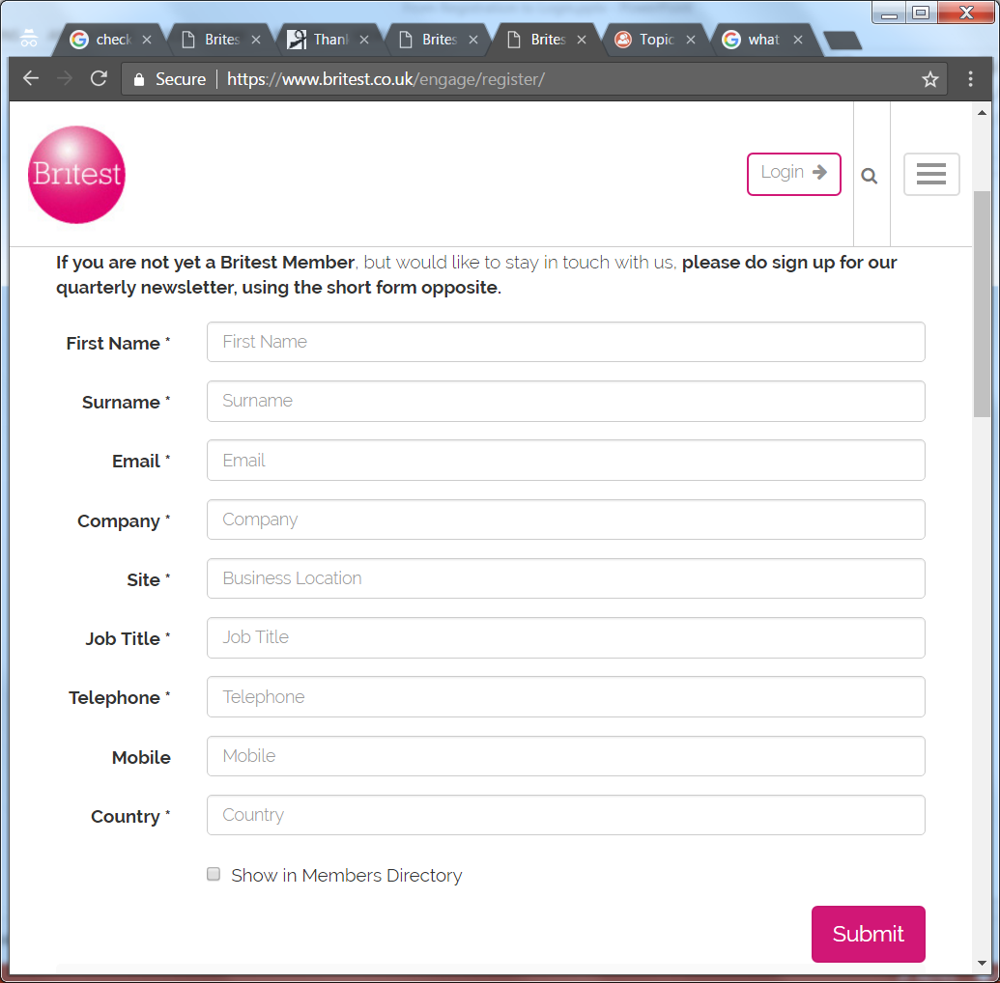 check
Brites
Thank
Brites
Brites
Topic
what
Secure
https://www.britest.co.uk/engage/register/
Britest
Login
If you are not yet a Britest Member, but would like to stay in touch with us, please do sign up for our
quarterly newsletter, using the short form opposite.
First Name *
First Name
Surname *
Surname
Email *
Email
Company *
Company
Site *
Business Location
Job Title *
Job Title
Telephone *
Telephone
Mobile
Mobile
Country *
Country
Show in Members Directory
Submit